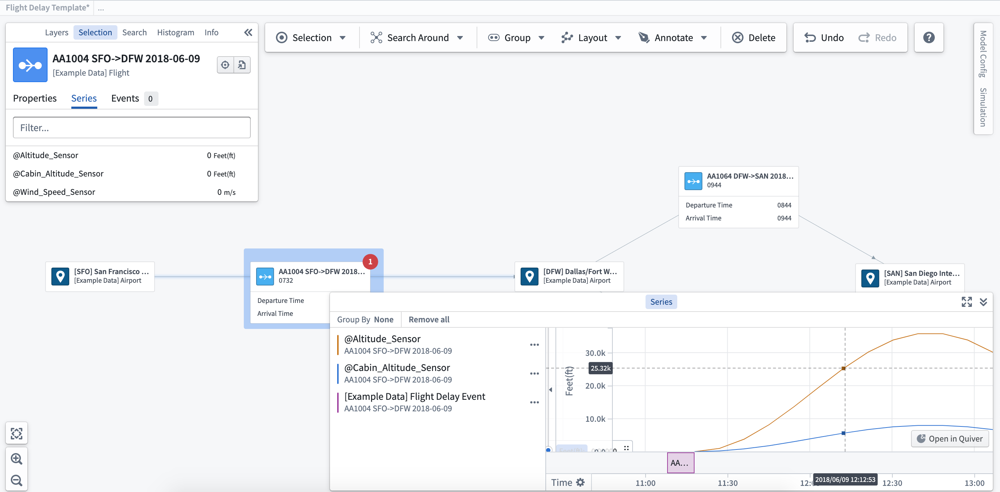 Flight Delay Template* ...
Layers Selection Search Histogram Info
AA1004 SFO->DFW 2018-06-09
[Example Data] Flight
Properties Series Events 0
Filter...
@Altitude_Sensor 0 Feet(ft)
@Cabin_Altitude_Sensor 0 Feet(ft)
@Wind_Speed_Sensor 0 m/s
Selection Search Around Group Layout Annotate Delete
Undo Redo
?
Model Config
Simulation
AA1064 DFW->SAN 2018...
0944
Departure Time 0844
Arrival Time 0944
[SFO] San Francisco ...
[Example Data] Airport
1
AA1004 SFO->DFW 2018...
0732
Departure Time
Arrival Time
[DFW] Dallas/Fort W...
[Example Data] Airport
[SAN] San Diego Inte...
[Example Data] Airport
Series
Group By None Remove all
@Altitude_Sensor
AA1004 SFO->DFW 2018-06-09
@Cabin_Altitude_Sensor
AA1004 SFO->DFW 2018-06-09
[Example Data] Flight Delay Event
AA1004 SFO->DFW 2018-06-09
Feet(ft)
30.0k
25.32k
20.0k
10.0k
Open in Quiver
AA...
Time
11:00
11:30
2018/06/09 12:12:53
12:30
13:00